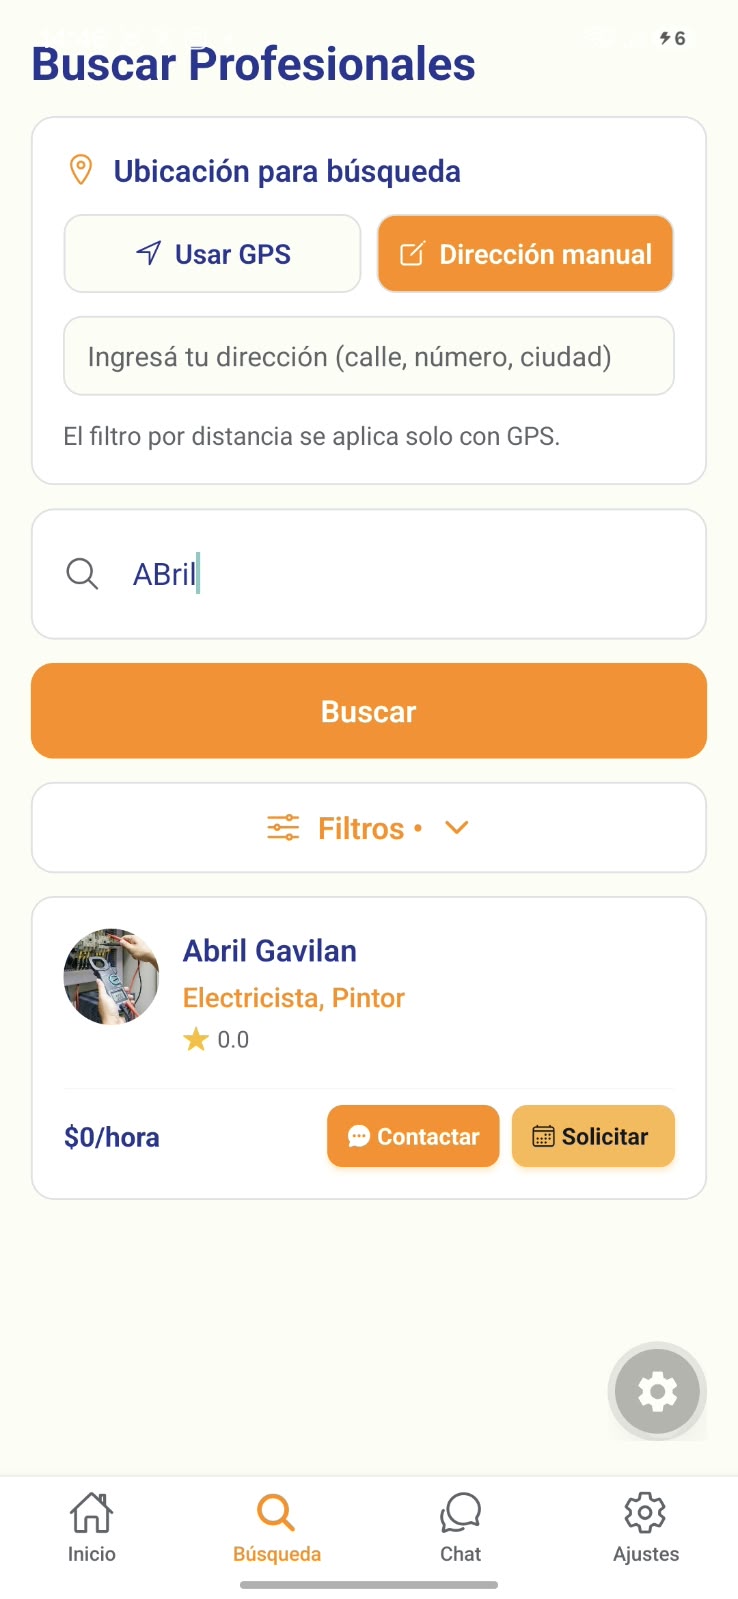 6
Buscar Profesionales
Ubicación para búsqueda
Usar GPS
Dirección manual
Ingresá tu dirección (calle, número, ciudad)
El filtro por distancia se aplica solo con GPS.
ABril
Buscar
Filtros •
Abril Gavilan
Electricista, Pintor
0.0
$0/hora
Contactar
Solicitar
Inicio
Búsqueda
Chat
Ajustes